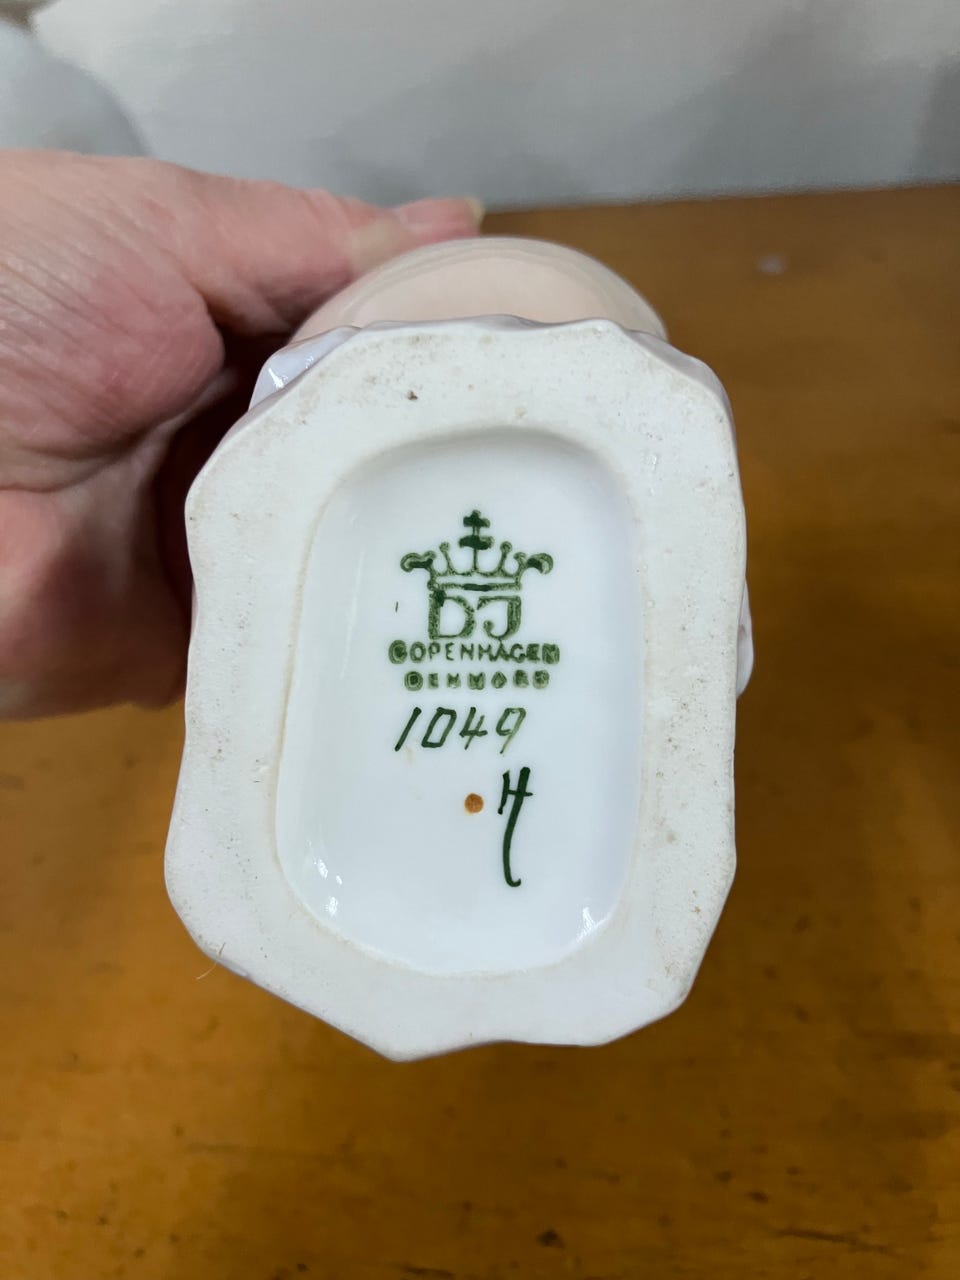 DJ
COPENHAGEN
DENMARK
1049
H